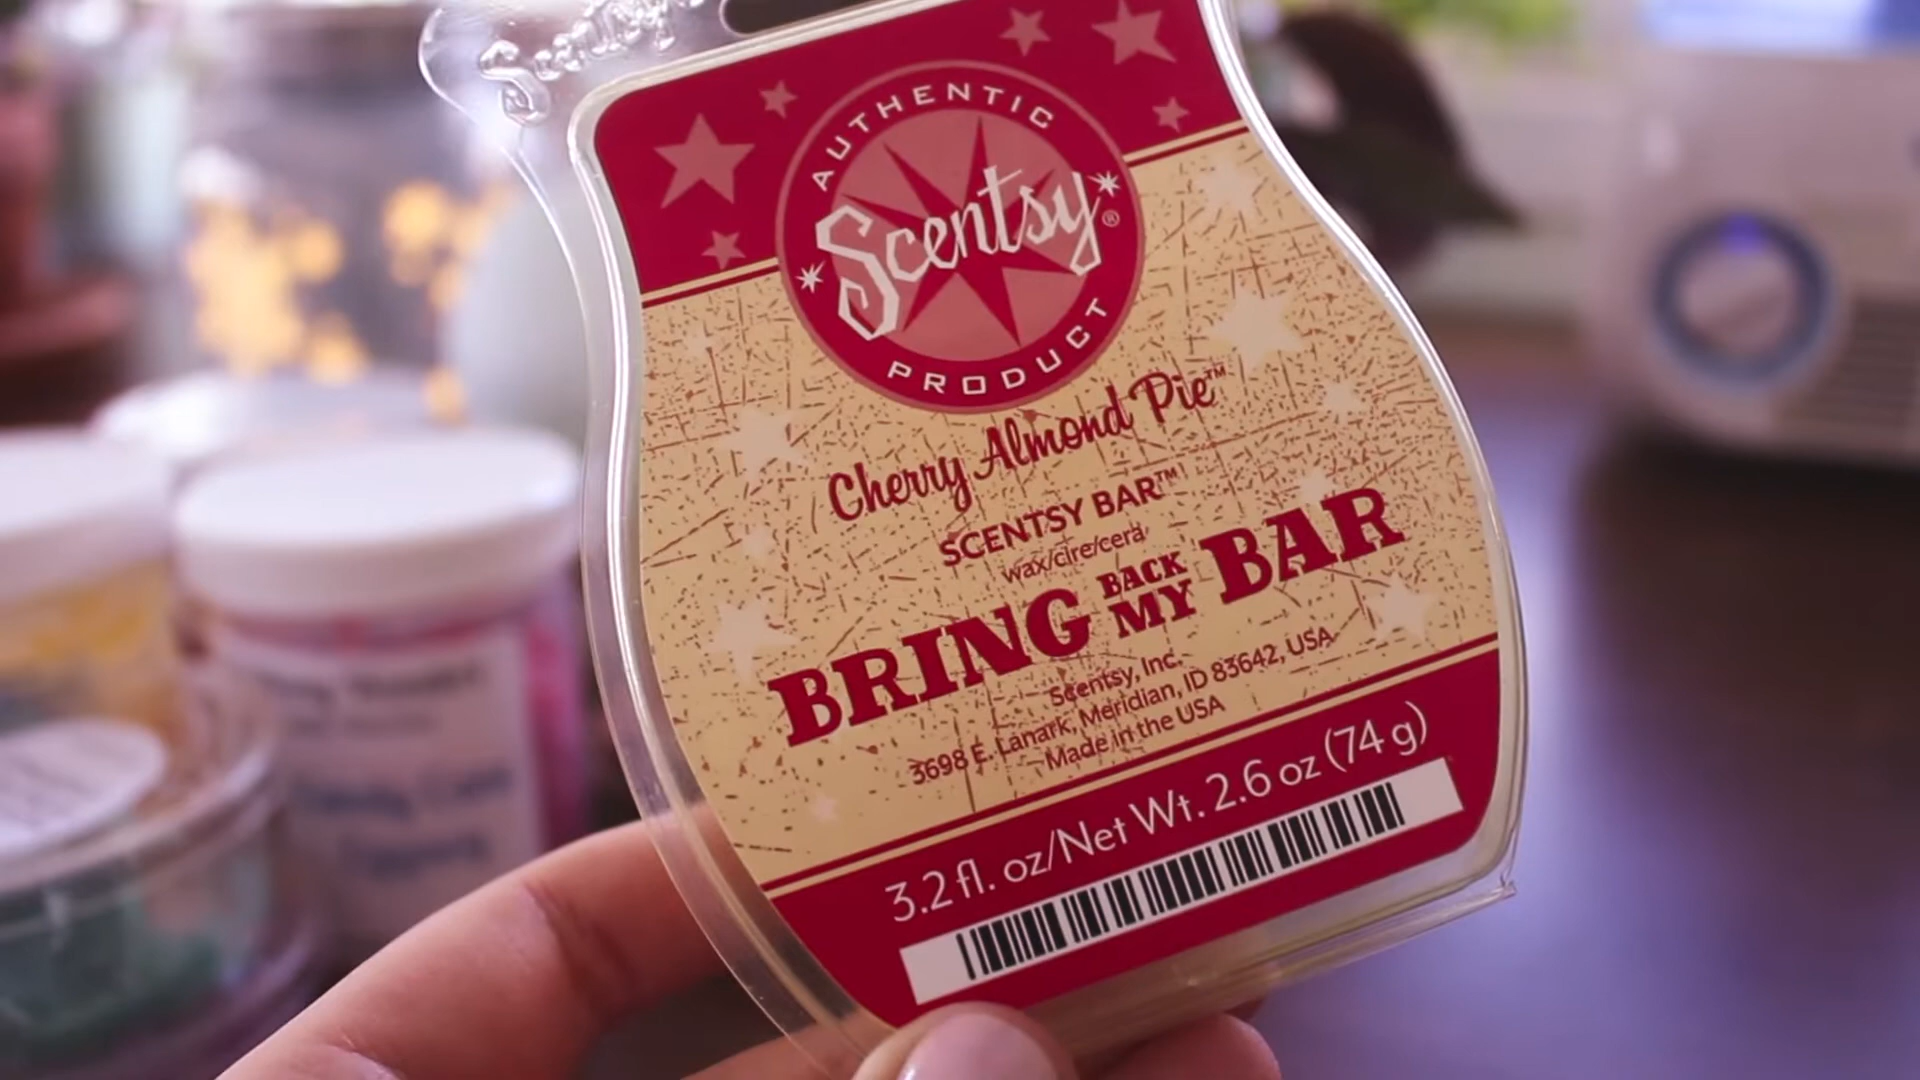 Scentsy
AUTHENTIC
Scentsy®
PRODUCT
Cherry Almond Pie™
SCENTSY BAR™
wax/cire/cera
BRING BACK MY BAR
Scentsy, Inc.
3698 E. Lanark, Meridian, ID 83642, USA
Made in the USA
3.2 fl. oz/Net Wt. 2.6 oz (74 g)